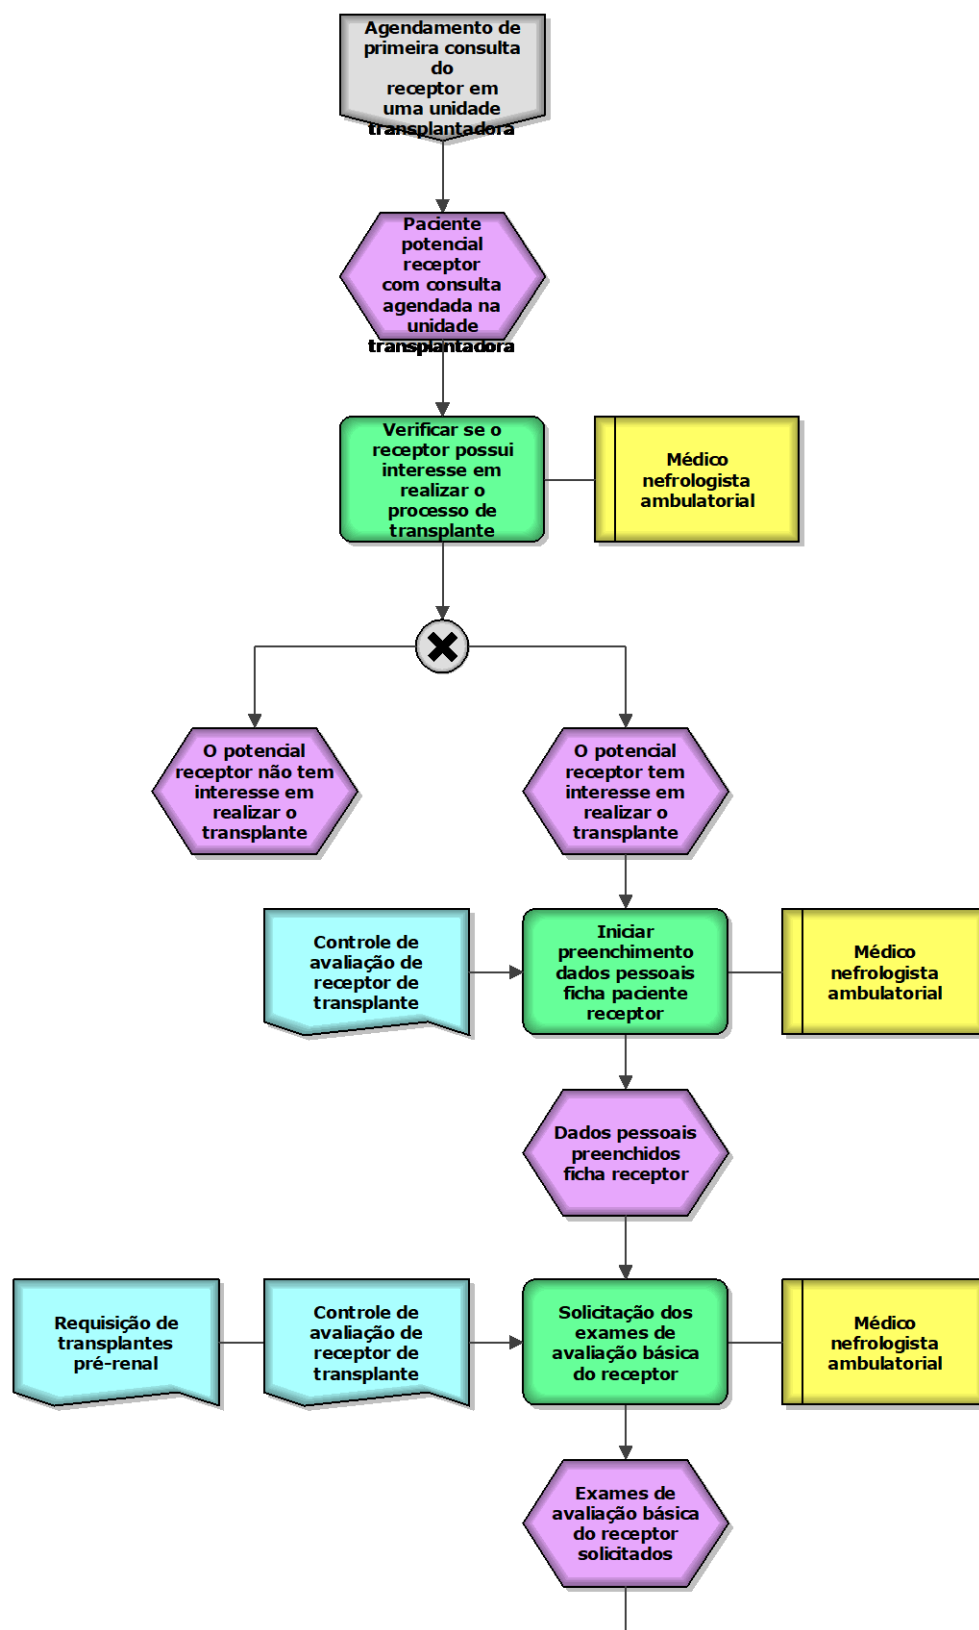 Agendamento de
primeira consulta
do
receptor em
uma unidade
transplantadora
Paciente
potencial
receptor
com consulta
agendada na
unidade
transplantadora
Verificar se o
receptor possui
interesse em
realizar o
processo de
transplante
Médico
nefrologista
ambulatorial
O potencial
receptor não tem
interesse em
realizar o
transplante
O potencial
receptor tem
interesse em
realizar o
transplante
Controle de
avaliação de
receptor de
transplante
Iniciar
preenchimento
dados pessoais
ficha paciente
receptor
Médico
nefrologista
ambulatorial
Dados pessoais
preenchidos
ficha receptor
Requisição de
transplantes
pré-renal
Controle de
avaliação de
receptor de
transplante
Solicitação dos
exames de
avaliação básica
do receptor
Médico
nefrologista
ambulatorial
Exames de
avaliação básica
do receptor
solicitados